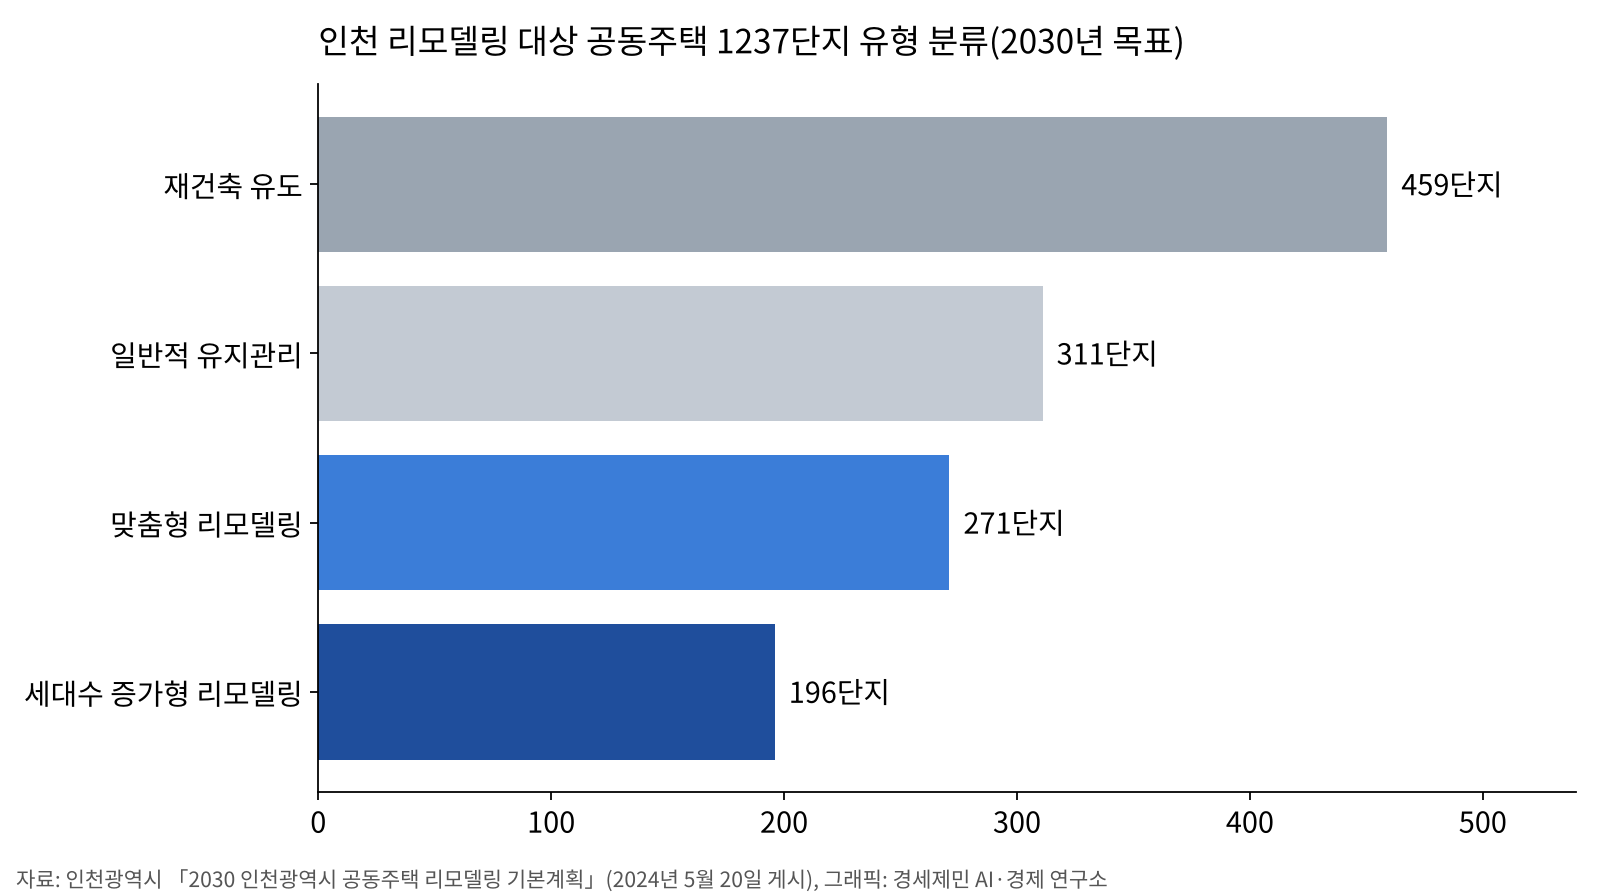 인천 리모델링 대상 공동주택 1237단지 유형 분류(2030년 목표)
재건축 유도
459단지
일반적 유지관리
311단지
맞춤형 리모델링
271단지
세대수 증가형 리모델링
196단지
0 100 200 300 400 500
자료: 인천광역시 「2030 인천광역시 공동주택 리모델링 기본계획」(2024년 5월 20일 게시), 그래픽: 경세제민 AI·경제 연구소